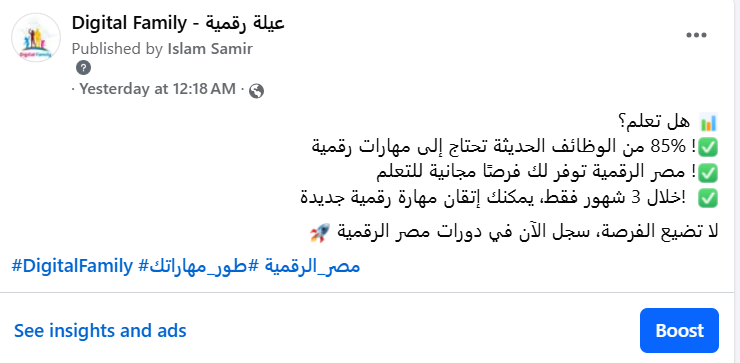 Digital Family - عيلة رقمية
Published by Islam Samir
?
· Yesterday at 12:18 AM ·
📊 هل تعلم؟
✅! 85% من الوظائف الحديثة تحتاج إلى مهارات رقمية
✅! مصر الرقمية توفر لك فرصًا مجانية للتعلم
✅ !خلال 3 شهور فقط، يمكنك إتقان مهارة رقمية جديدة
لا تضيع الفرصة، سجل الآن في دورات مصر الرقمية 🚀
#DigitalFamily #طور_مهاراتك# مصر_الرقمية
See insights and ads
Boost
Digital Family